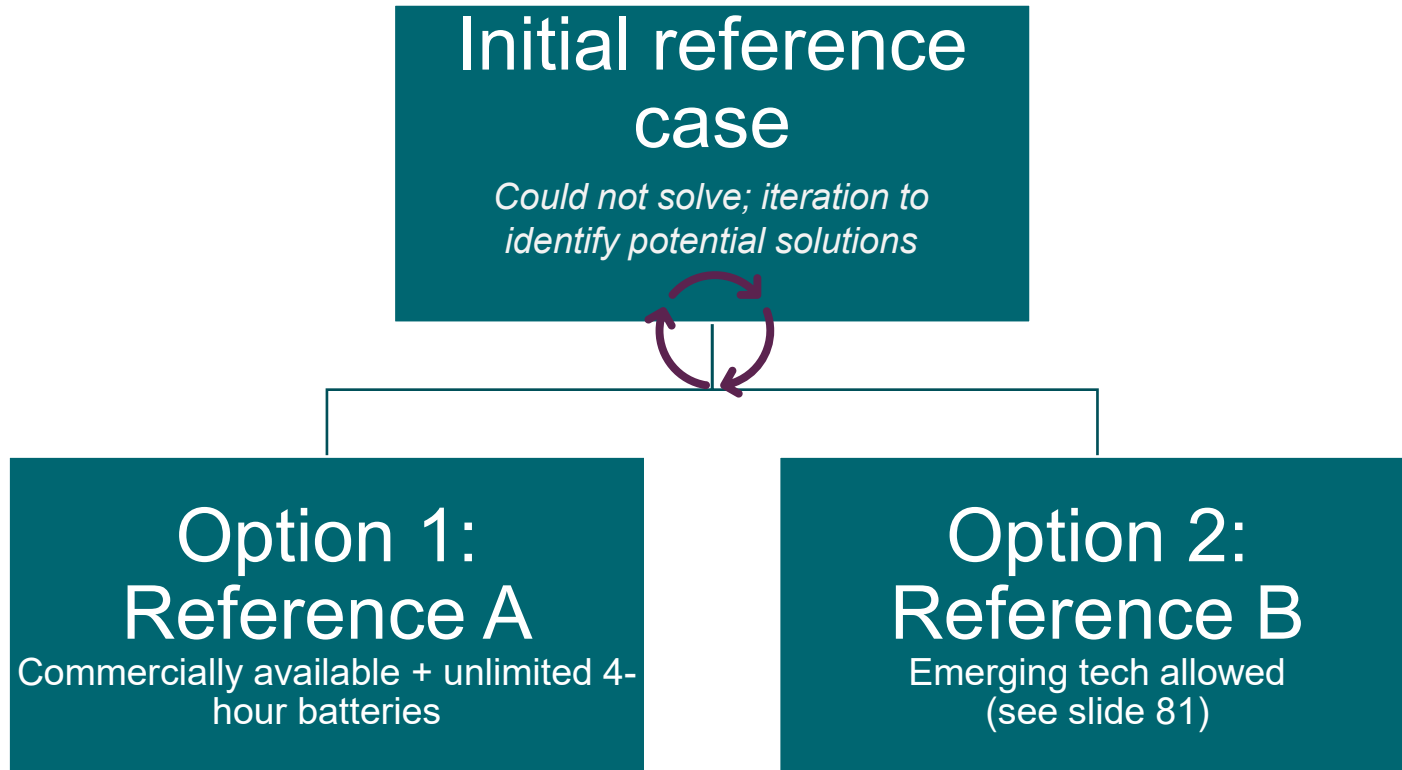 Initial reference
case
Could not solve; iteration to
identify potential solutions
Option 1:
Reference A
Commercially available + unlimited 4-
hour batteries
Option 2:
Reference B
Emerging tech allowed
(see slide 81)